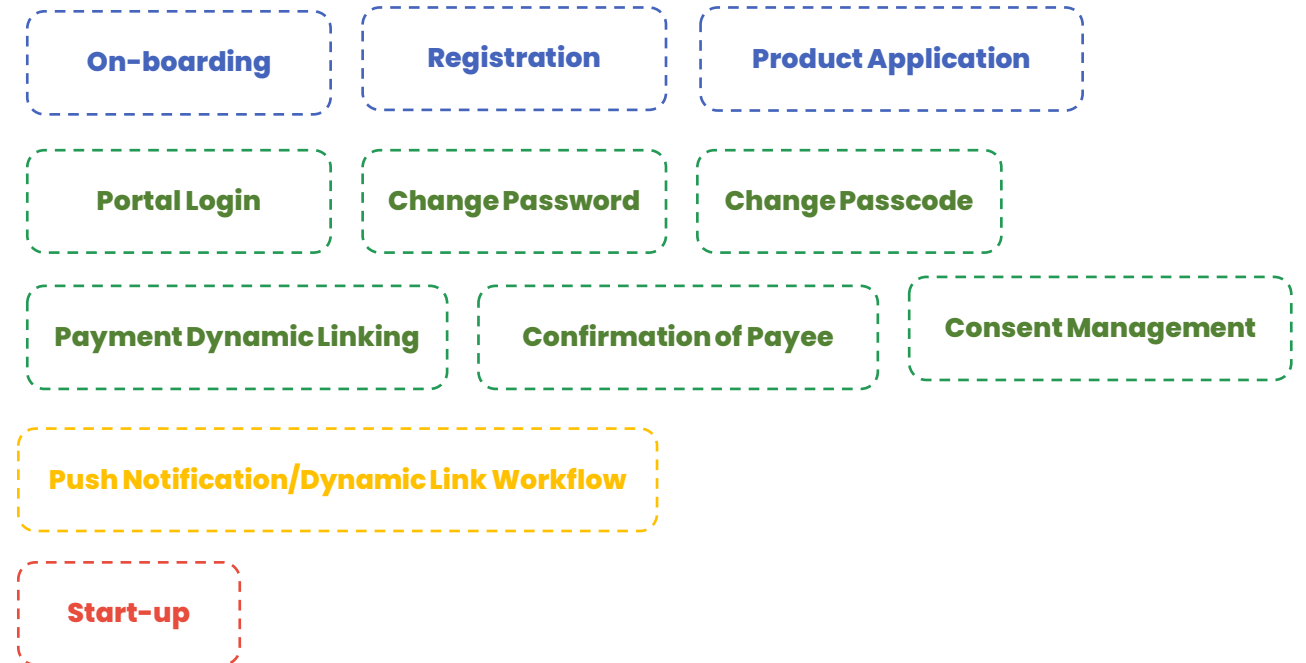 On-boarding
Registration
Product Application
Portal Login
Change Password
Change Passcode
Payment Dynamic Linking
Confirmation of Payee
Consent Management
Push Notification/Dynamic Link Workflow
Start-up